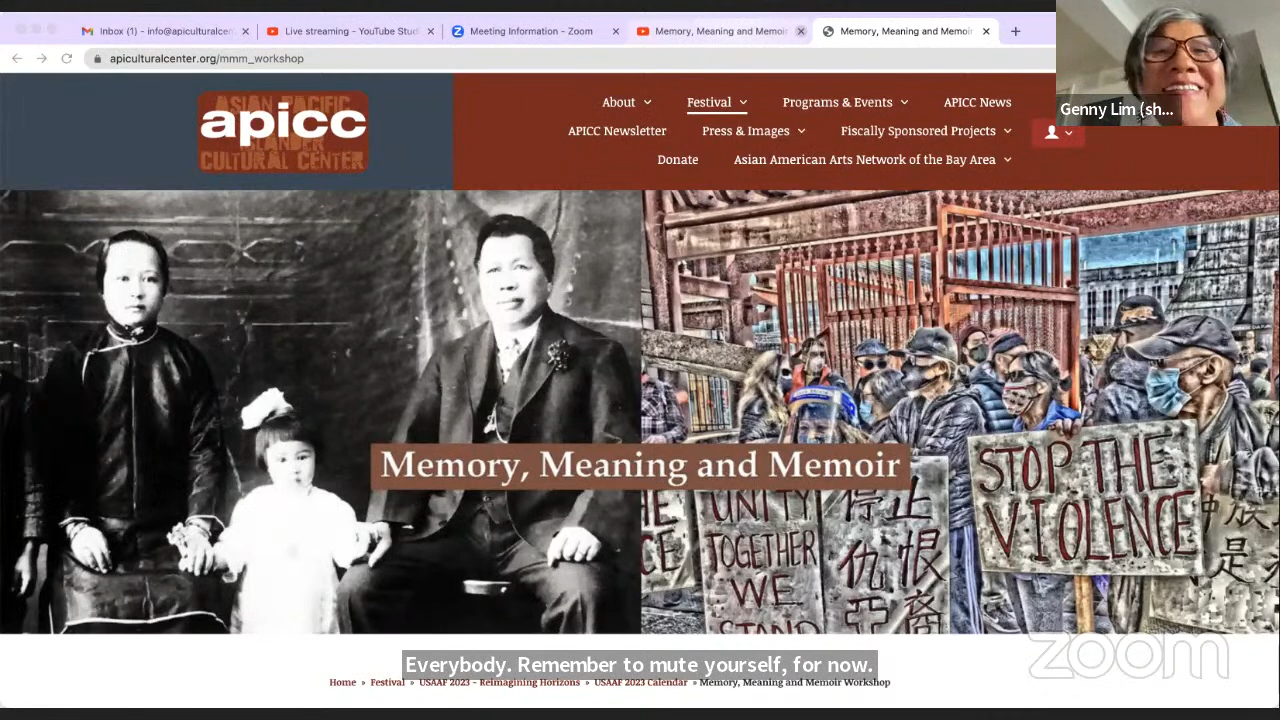 Inbox (1) - info@apiculturalcen
Live streaming - YouTube Stud
Meeting Information - Zoom
Memory, Meaning and Memoir
Memory, Meaning and Memoir
apiculturalcenter.org/mmm_workshop
Genny Lim (sh...
ASIAN PACIFIC
apicc
ISLANDER
CULTURAL CENTER
About
Festival
Programs & Events
APICC News
APICC Newsletter
Press & Images
Fiscally Sponsored Projects
Donate
Asian American Arts Network of the Bay Area
Memory, Meaning and Memoir
STOP THE
VIOLENCE
UNITY
TOGETHER
WE
STAND
停止
仇恨
亞裔
是
zoom
Everybody. Remember to mute yourself, for now.
Home » Festival » USAAF 2023 - Reimagining Horizons » USAAF 2023 Calendar » Memory, Meaning and Memoir Workshop